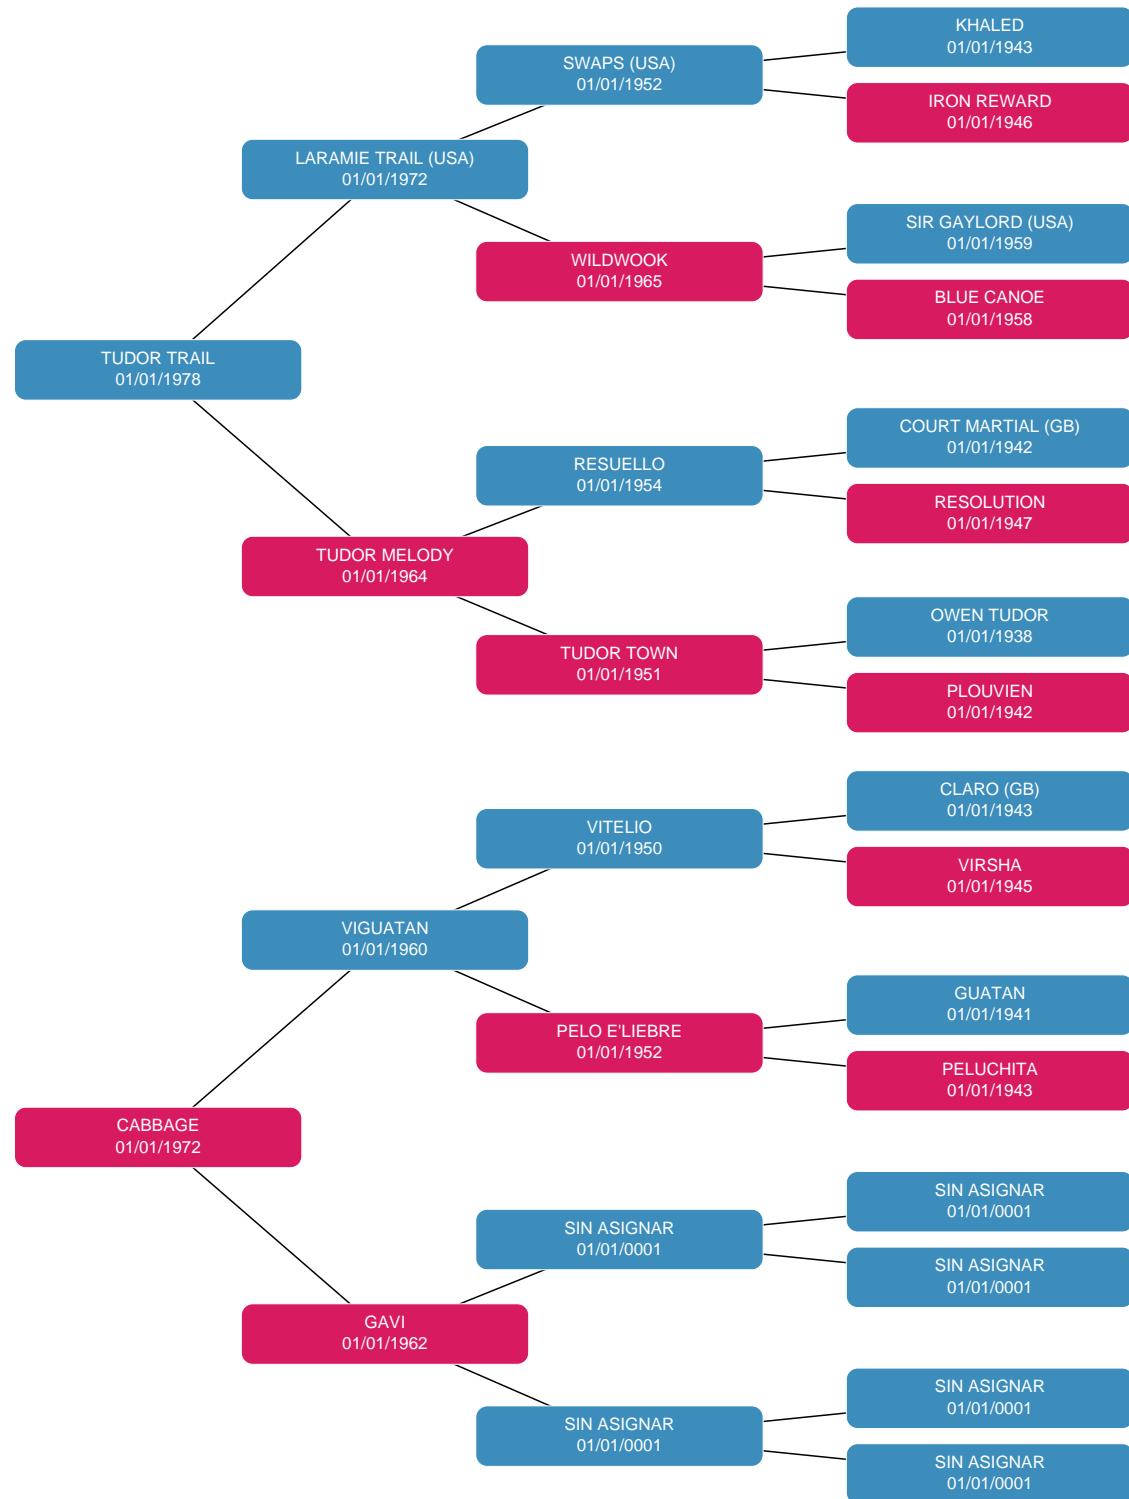 KHALED
01/01/1943
SWAPS (USA)
01/01/1952
IRON REWARD
01/01/1946
LARAMIE TRAIL (USA)
01/01/1972
SIR GAYLORD (USA)
01/01/1959
WILDWOOK
01/01/1965
BLUE CANOE
01/01/1958
TUDOR TRAIL
01/01/1978
COURT MARTIAL (GB)
01/01/1942
RESUELLO
01/01/1954
RESOLUTION
01/01/1947
TUDOR MELODY
01/01/1964
OWEN TUDOR
01/01/1938
TUDOR TOWN
01/01/1951
PLOUVIEN
01/01/1942
CLARO (GB)
01/01/1943
VITELIO
01/01/1950
VIRSHA
01/01/1945
VIGUATAN
01/01/1960
GUATAN
01/01/1941
PELO E'LIEBRE
01/01/1952
PELUCHITA
01/01/1943
CABBAGE
01/01/1972
SIN ASIGNAR
01/01/0001
SIN ASIGNAR
01/01/0001
SIN ASIGNAR
01/01/0001
GAVI
01/01/1962
SIN ASIGNAR
01/01/0001
SIN ASIGNAR
01/01/0001
SIN ASIGNAR
01/01/0001